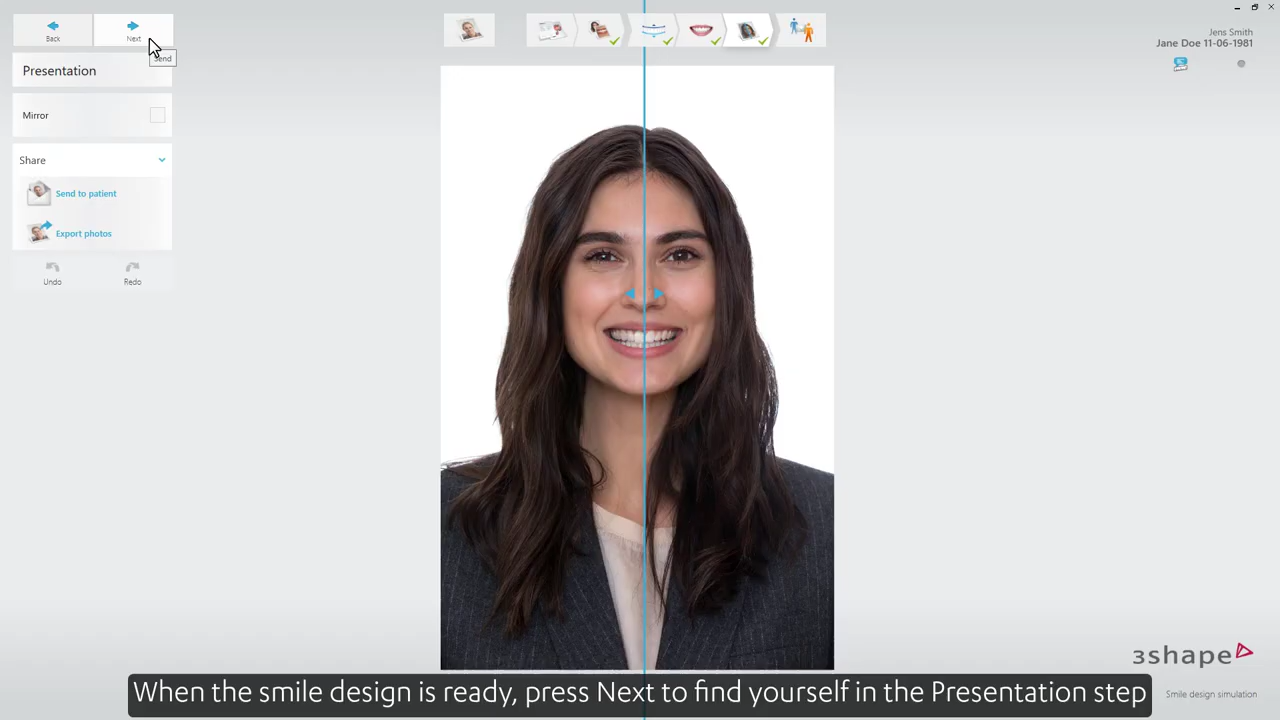 Back
Next
Send
Presentation
Mirror
Share
Send to patient
Export photos
Undo
Redo
Jens Smith
Jane Doe 11-06-1981
3shape
Smile design simulation
When the smile design is ready, press Next to find yourself in the Presentation step